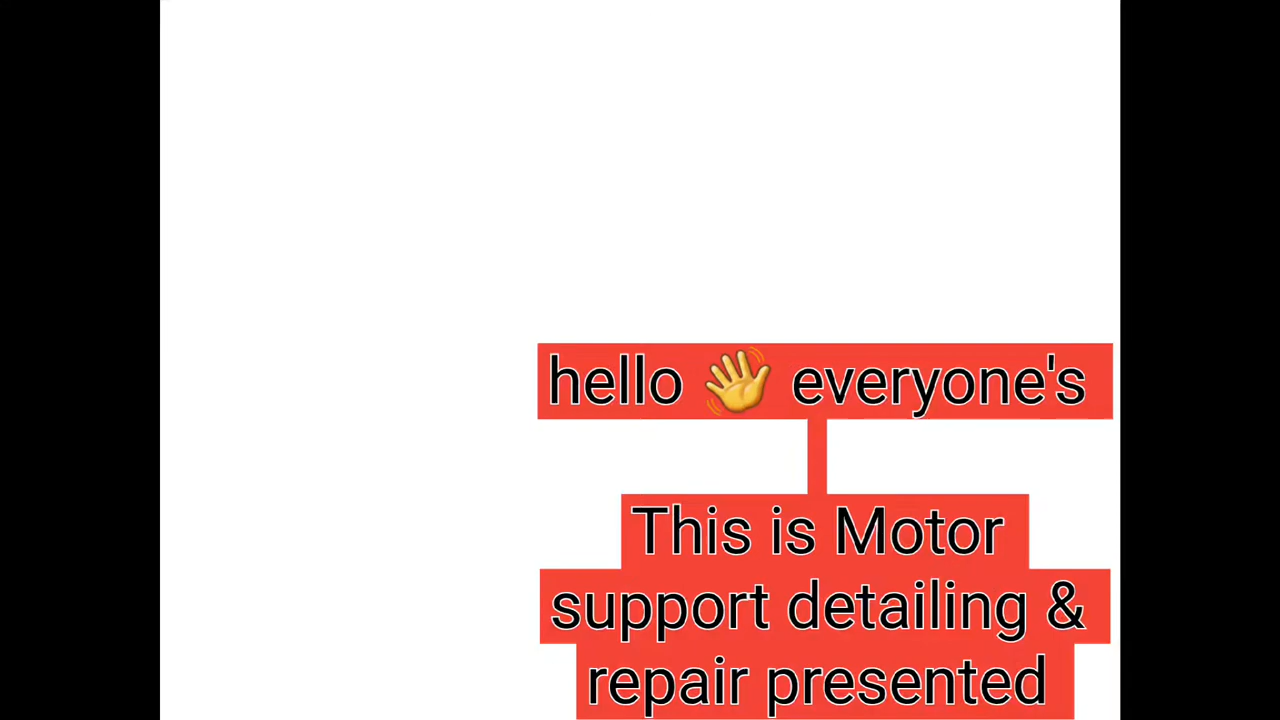 hello 👋 everyone's
This is Motor
support detailing &
repair presented